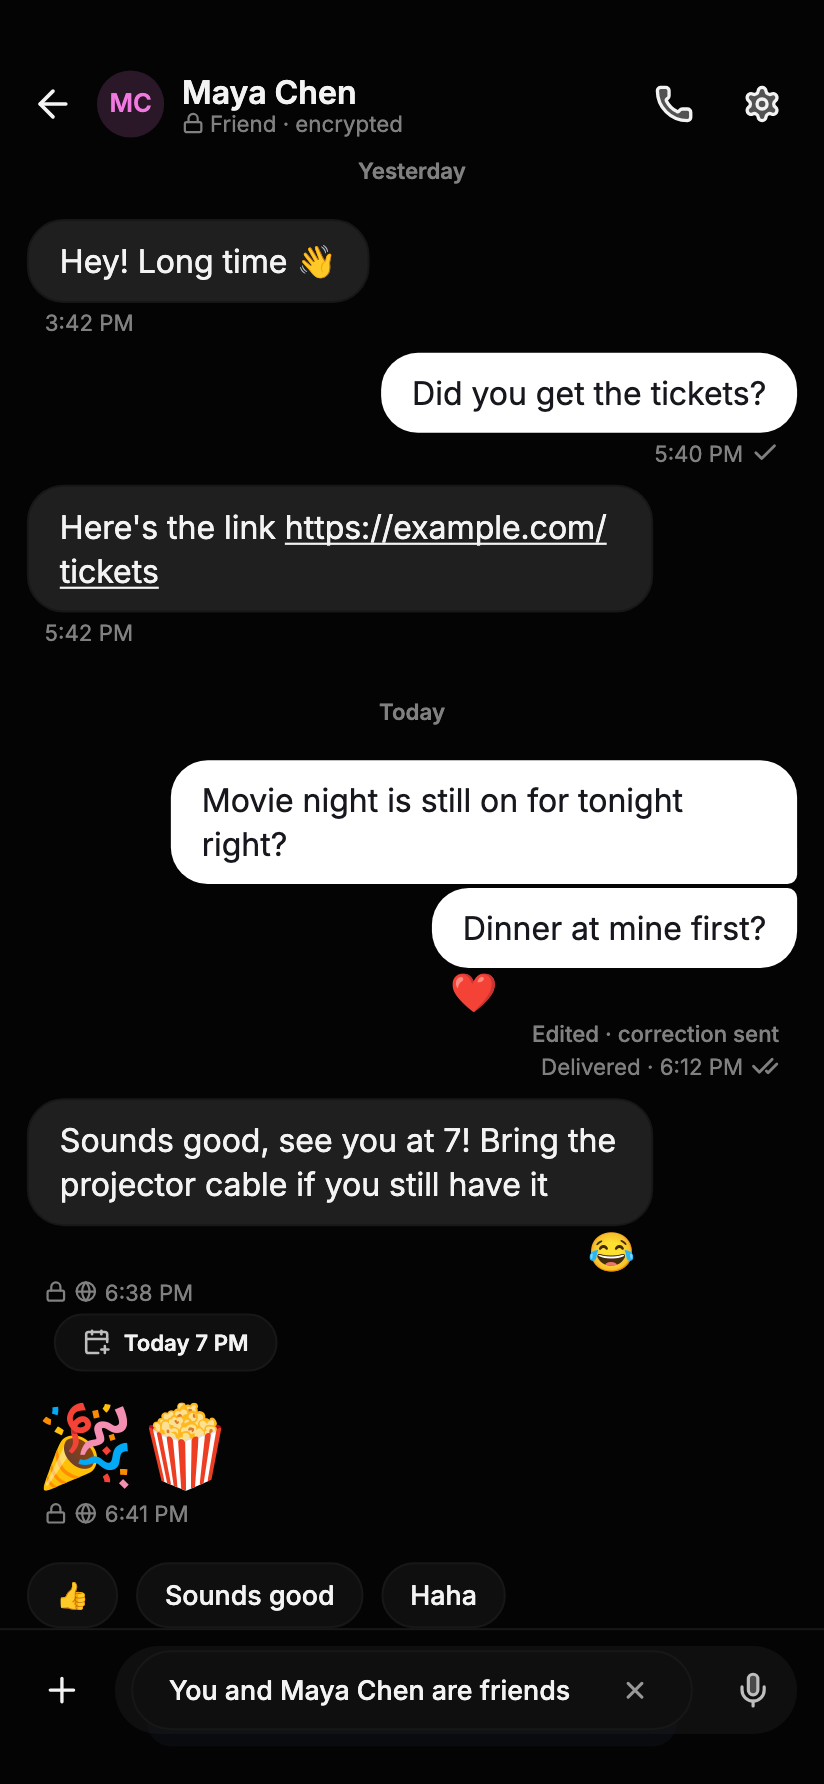 MC
Maya Chen
Friend · encrypted
Yesterday
Hey! Long time 👋
3:42 PM
Did you get the tickets?
5:40 PM
Here's the link https://example.com/
tickets
5:42 PM
Today
Movie night is still on for tonight
right?
Dinner at mine first?
❤️
Edited · correction sent
Delivered · 6:12 PM
Sounds good, see you at 7! Bring the
projector cable if you still have it
😂
6:38 PM
Today 7 PM
🎉🍿
6:41 PM
👍 Sounds good Haha
You and Maya Chen are friends